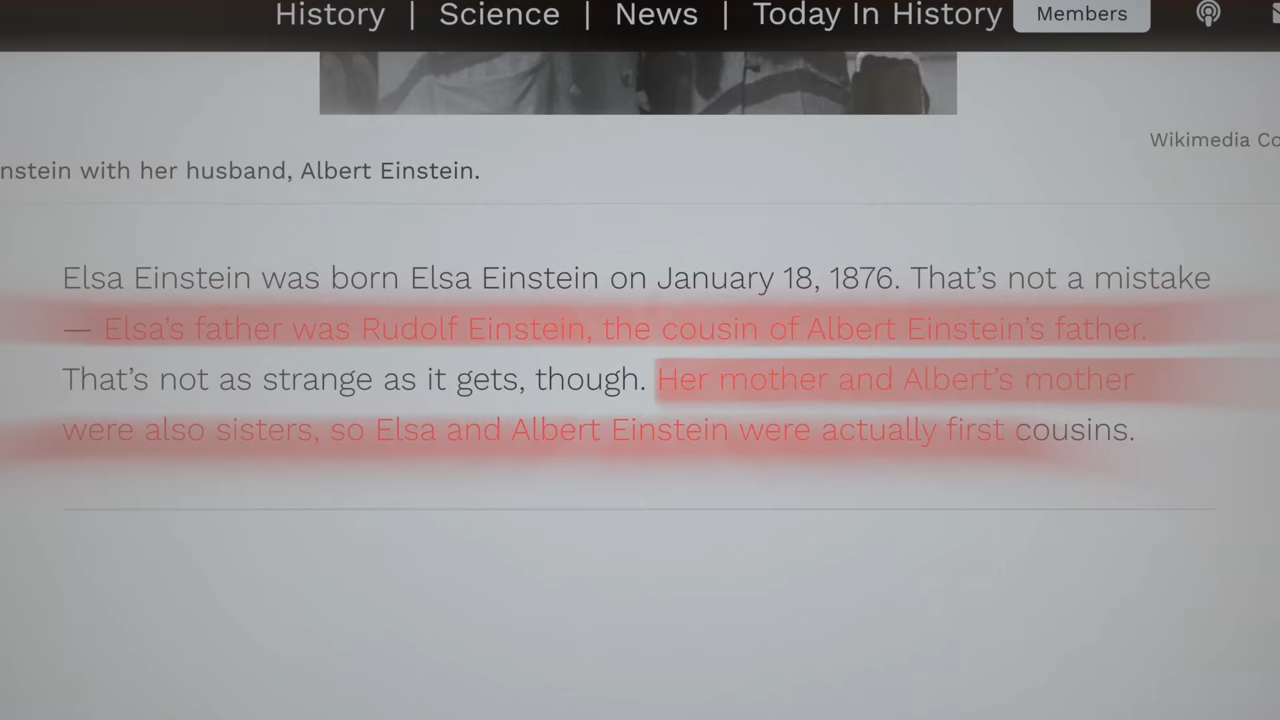 History | Science | News | Today In History Members
Wikimedia
with her husband, Albert Einstein.
Elsa Einstein was born Elsa Einstein on January 18, 1876. That’s not a mistake
— Elsa’s father was Rudolf Einstein, the cousin of Albert Einstein’s father.
That’s not as strange as it gets, though. Her mother and Albert’s mother
were also sisters, so Elsa and Albert Einstein were actually first cousins.